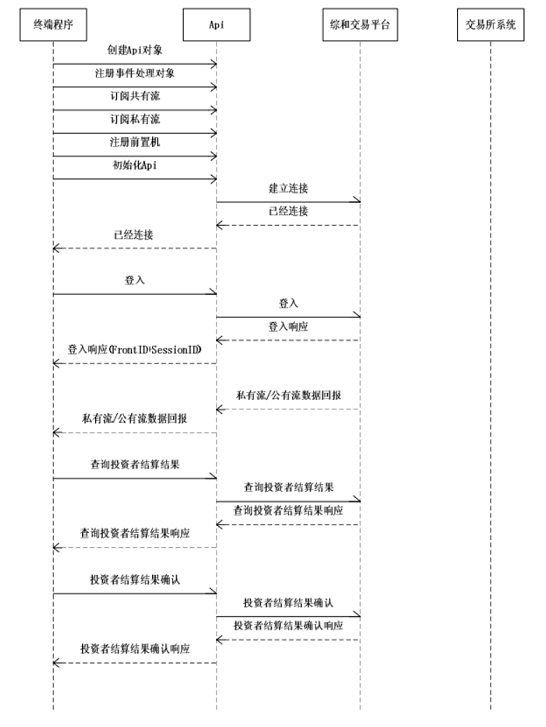 终端程序
Api
综和交易平台
交易所系统
创建Api对象
注册事件处理对象
订阅共有流
订阅私有流
注册前置机
初始化Api
建立连接
已经连接
已经连接
登入
登入
登入响应
登入响应(FrontID+SessionID)
私有流/公有流数据回报
私有流/公有流数据回报
查询投资者结算结果
查询投资者结算结果
查询投资者结算结果响应
查询投资者结算结果响应
投资者结算结果确认
投资者结算结果确认
投资者结算结果确认响应
投资者结算结果确认响应